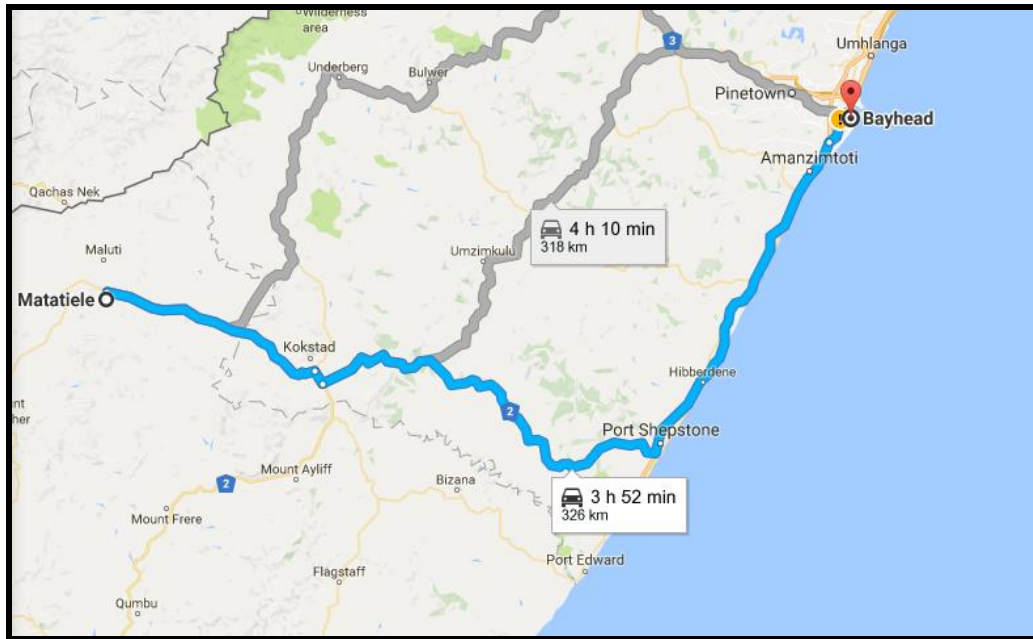 Wilderness
area
3
Umhlanga
Underberg
Bulwer
Pinetown
Bayhead
Amanzimtoti
Qachas Nek
4 h 10 min
318 km
Maluti
Umzimkulu
Matatiele
Kokstad
Hibberdene
2
nt
her
Port Shepstone
Mount Ayliff
2
Bizana
3 h 52 min
326 km
Mount Frere
Port Edward
Flagstaff
Qumbu